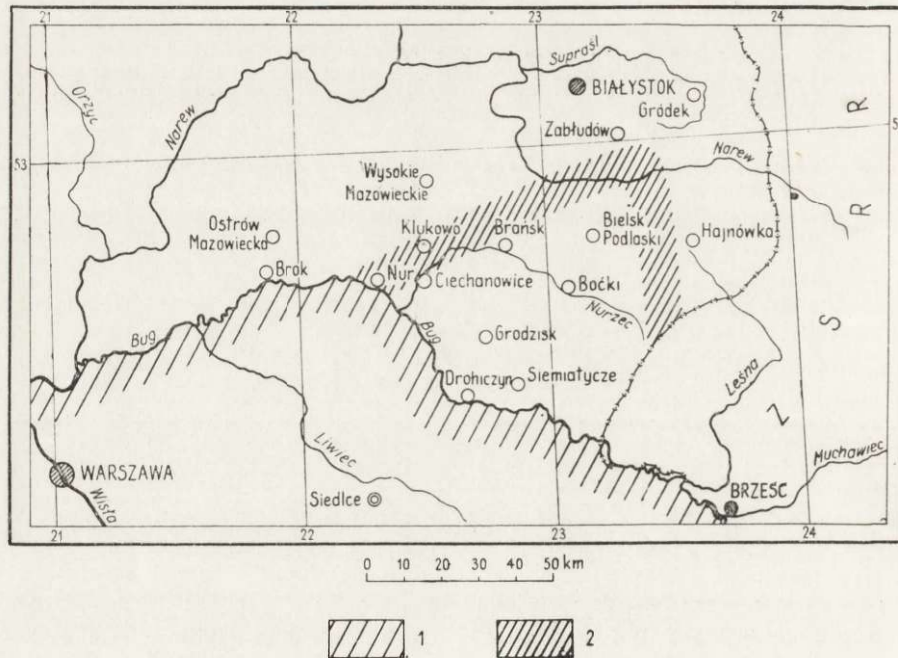 21 22 23 24
Orzyc
Narew
Supraśl
BIAŁYSTOK
Gródek
R
5
53
Zabłudów
Narew
Wysokie
Mazowieckie
R
Ostrów
Mazowiecka
Klukowo
Brańsk
Bielsk
Podlaski
Hajnówka
Brok
Nur
Ciechanowice
Boćki
Nurzec
S
Bug
Bug
Grodzisk
Leśna
Drohiczyn
Siemiatycze
Z
Liwiec
Muchawiec
WARSZAWA
Wisła
Siedlce
BRZEŚĆ
21 22 23 24
0 10 20 30 40 50 km
1 2